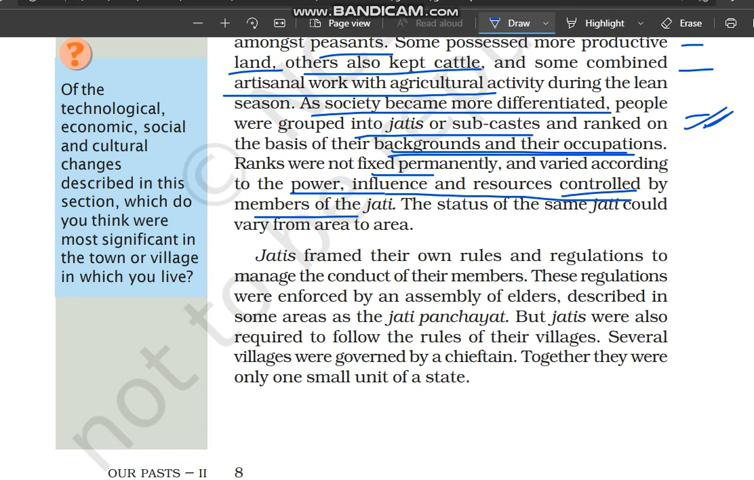 www.BANDICAM.com
Page view
Read aloud
Draw
Highlight
Erase
amongst peasants. Some possessed more productive
land, others also kept cattle, and some combined
artisanal work with agricultural activity during the lean
season. As society became more differentiated, people
were grouped into jatis or sub-castes and ranked on
the basis of their backgrounds and their occupations.
Ranks were not fixed permanently, and varied according
to the power, influence and resources controlled by
members of the jati. The status of the same jati could
vary from area to area.
Jatis framed their own rules and regulations to
manage the conduct of their members. These regulations
were enforced by an assembly of elders, described in
some areas as the jati panchayat. But jatis were also
required to follow the rules of their villages. Several
villages were governed by a chieftain. Together they were
only one small unit of a state.
?
Of the
technological,
economic, social
and cultural
changes
described in this
section, which do
you think were
most significant in
the town or village
in which you live?
not to be
OUR PASTS – II 8